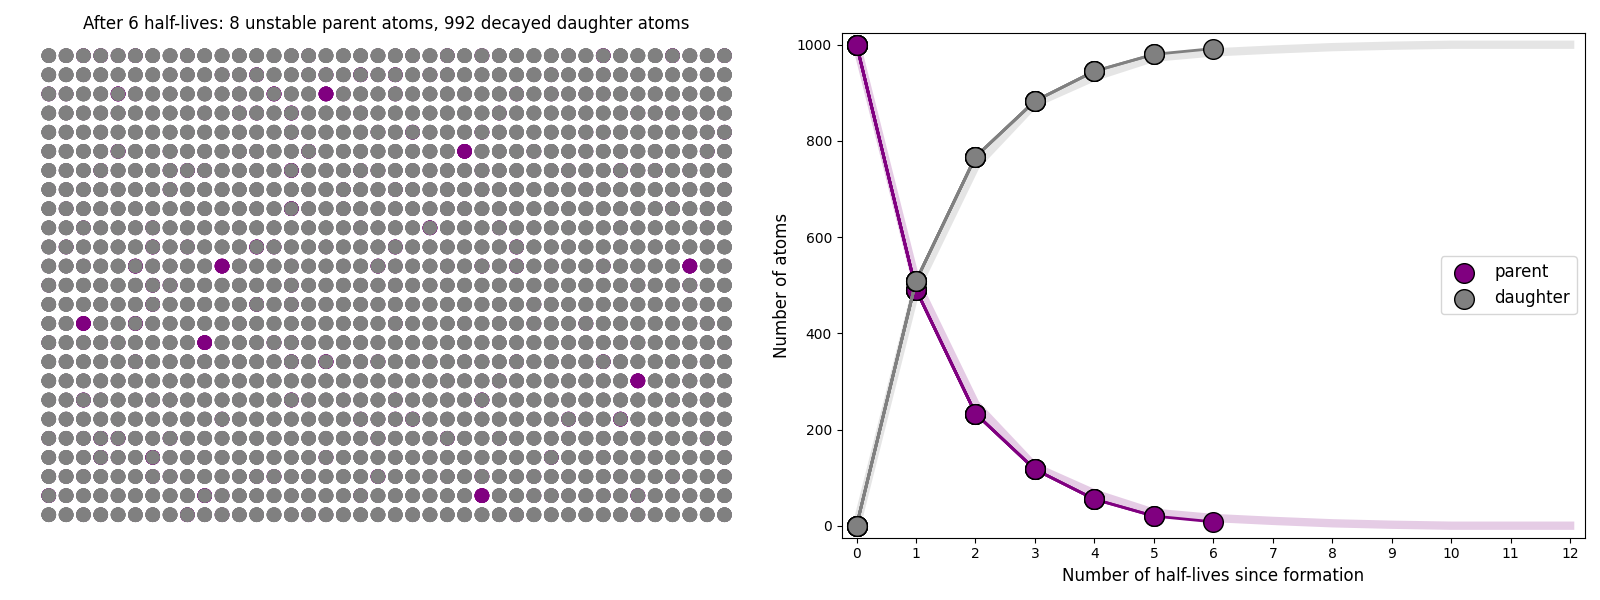 After 6 half-lives: 8 unstable parent atoms, 992 decayed daughter atoms
1000
800
600
400
200
0
Number of atoms
parent
daughter
0 1 2 3 4 5 6 7 8 9 10 11 12
Number of half-lives since formation